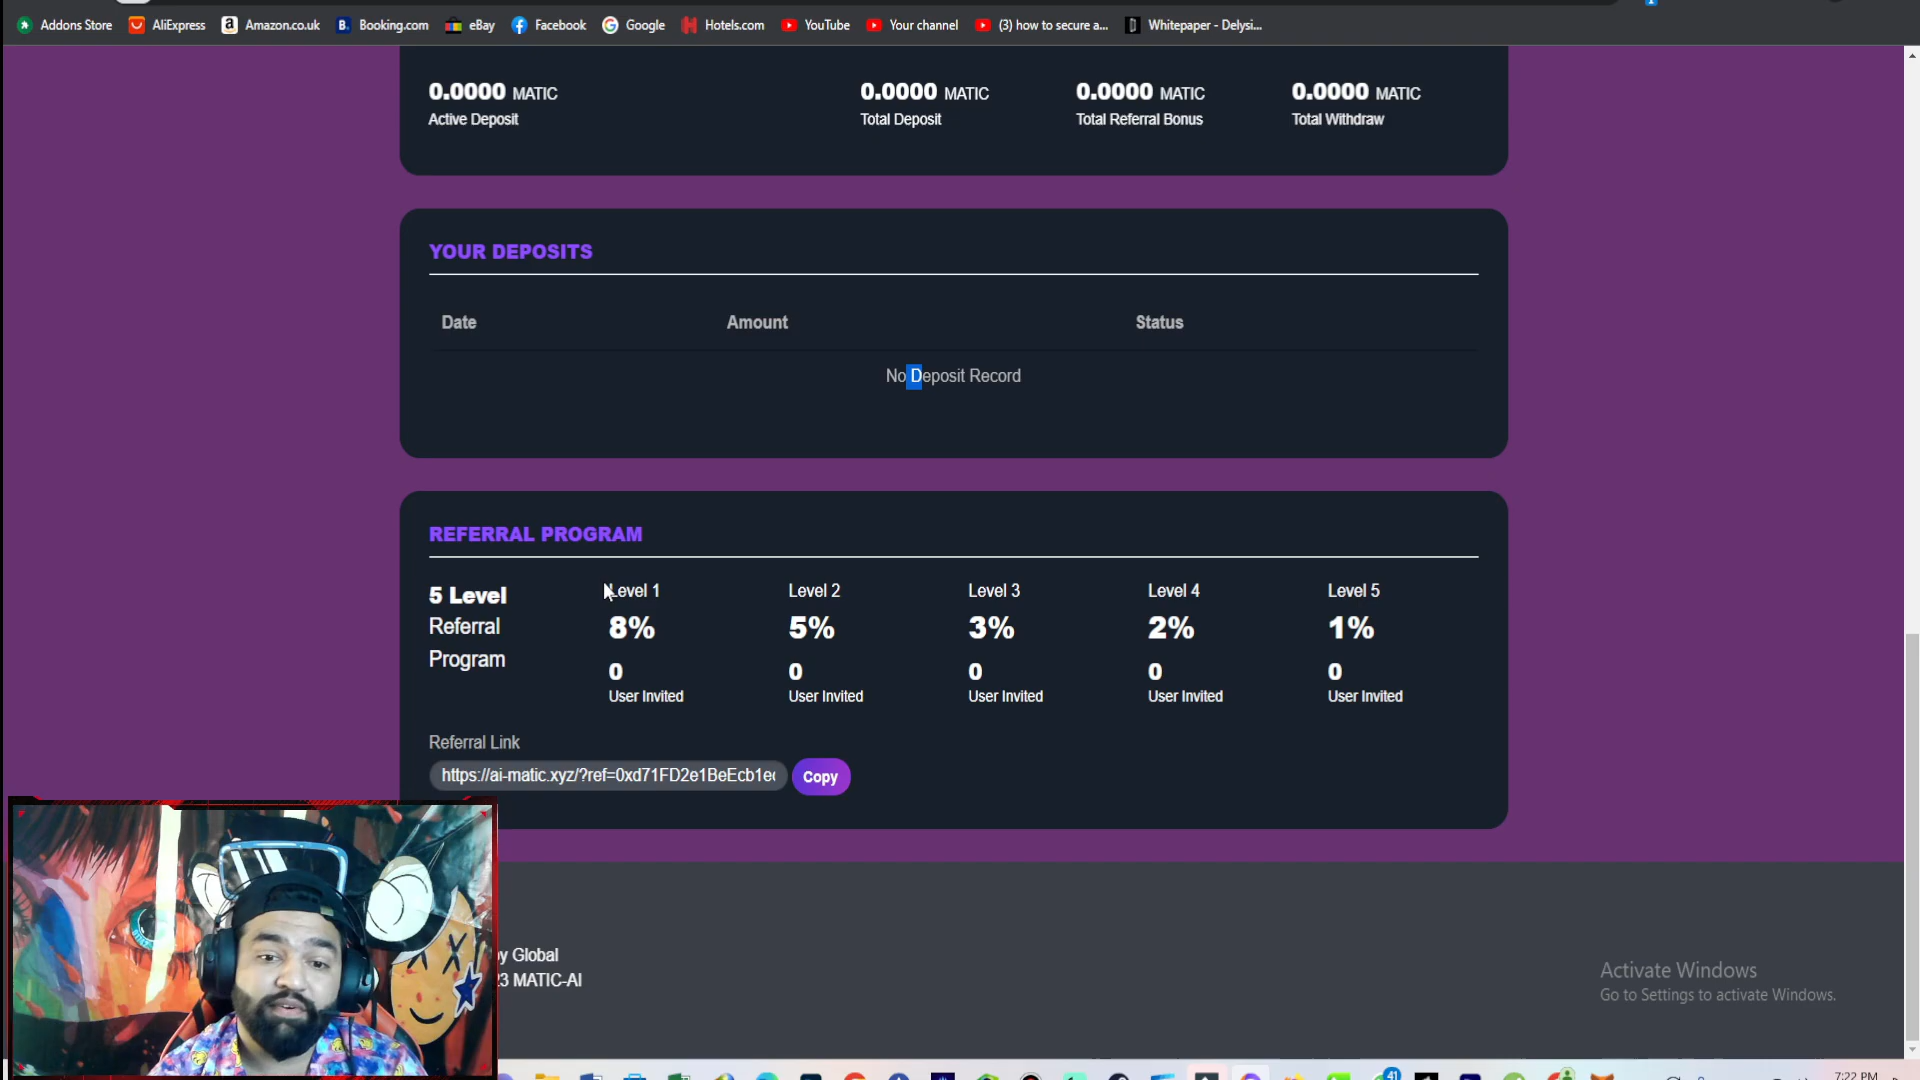 Addons Store AliExpress Amazon.co.uk Booking.com eBay Facebook Google Hotels.com YouTube Your channel (3) how to secure a... Whitepaper - Delysi...
0.0000 MATIC 0.0000 MATIC 0.0000 MATIC 0.0000 MATIC
Active Deposit Total Deposit Total Referral Bonus Total Withdraw
YOUR DEPOSITS
Date Amount Status
No Deposit Record
REFERRAL PROGRAM
5 Level
Referral
Program
Level 1 Level 2 Level 3 Level 4 Level 5
8% 5% 3% 2% 1%
0 0 0 0 0
User Invited User Invited User Invited User Invited User Invited
Referral Link
https://ai-matic.xyz/?ref=0xd71FD2e1BeEcb1e
Copy
y Global
3 MATIC-AI
Activate Windows
Go to Settings to activate Windows.
41
7:22 PM